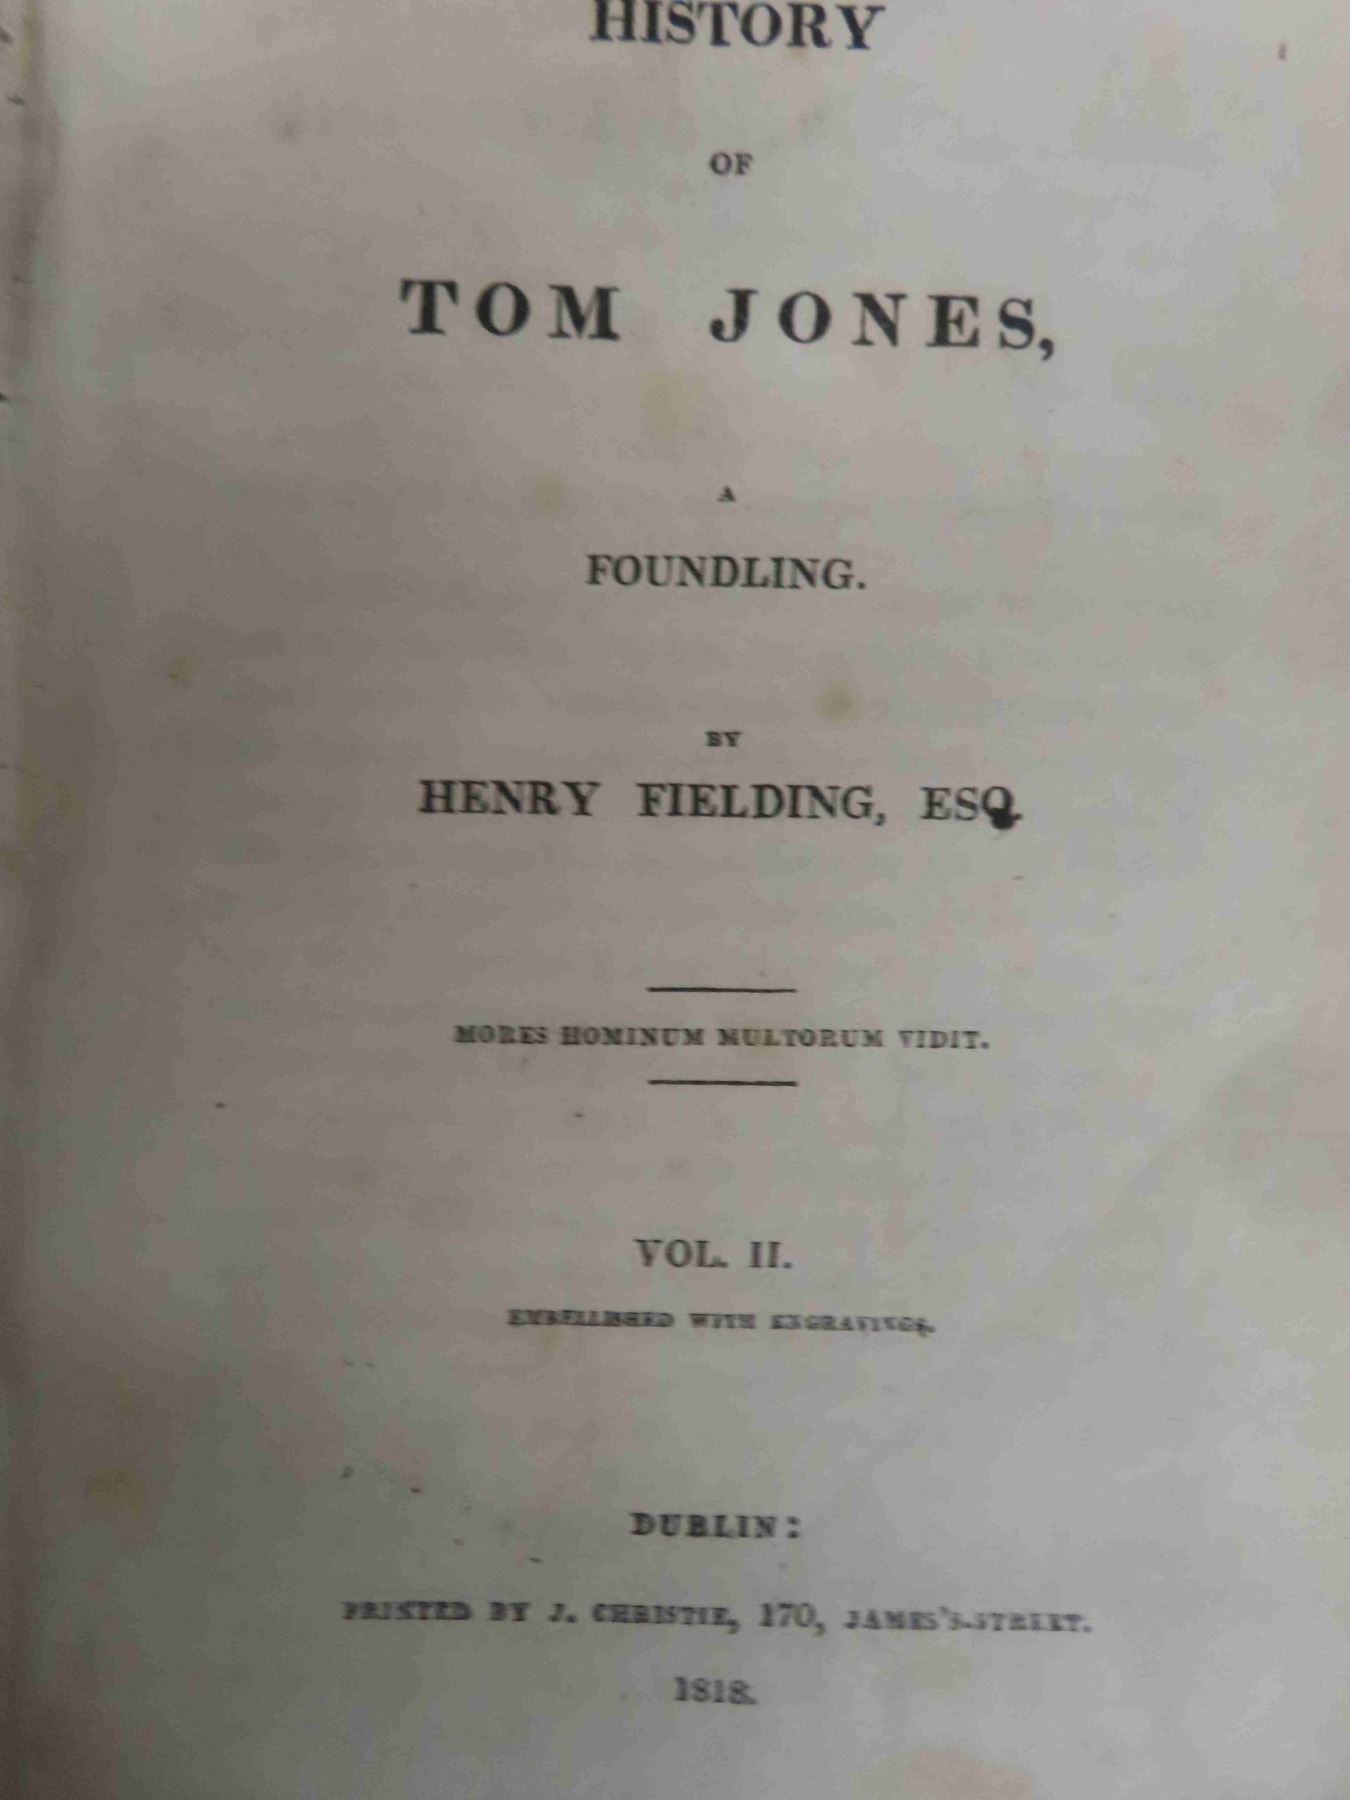 HISTORY
OF
TOM JONES,
A
FOUNDLING.
BY
HENRY FIELDING, ESQ.
MORES HOMINUM MULTORUM VIDIT.
VOL. II.
EMBELLISHED WITH ENGRAVINGS.
DUBLIN:
PRINTED BY J. CHRISTIE, 170, JAMES'S-STREET.
1818.